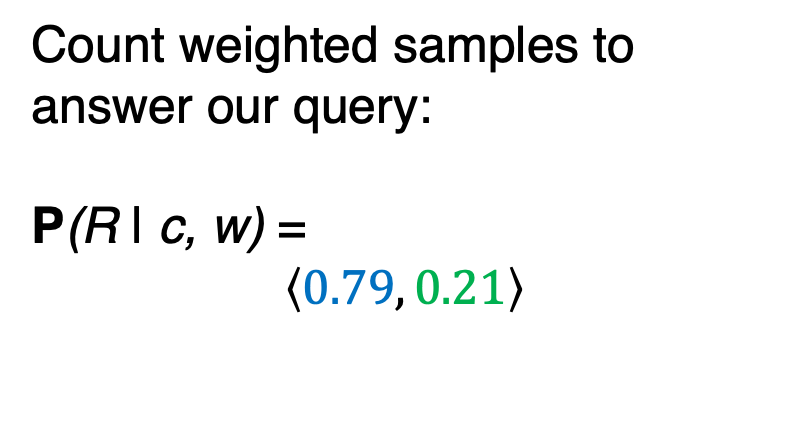 Count weighted samples to
answer our query:
P(R | c, w) =
⟨0.79, 0.21⟩